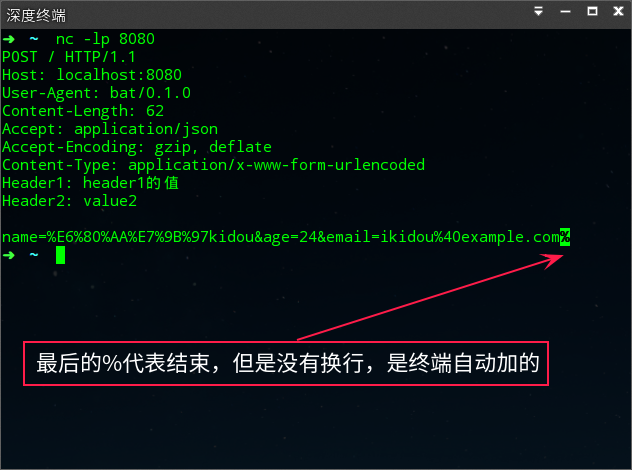 深度终端
➜ ~ nc -lp 8080
POST / HTTP/1.1
Host: localhost:8080
User-Agent: bat/0.1.0
Content-Length: 62
Accept: application/json
Accept-Encoding: gzip, deflate
Content-Type: application/x-www-form-urlencoded
Header1: header1的值
Header2: value2
name=%E6%80%AA%E7%9B%97kidou&age=24&email=ikidou%40example.com%
➜ ~
最后的%代表结束，但是没有换行，是终端自动加的